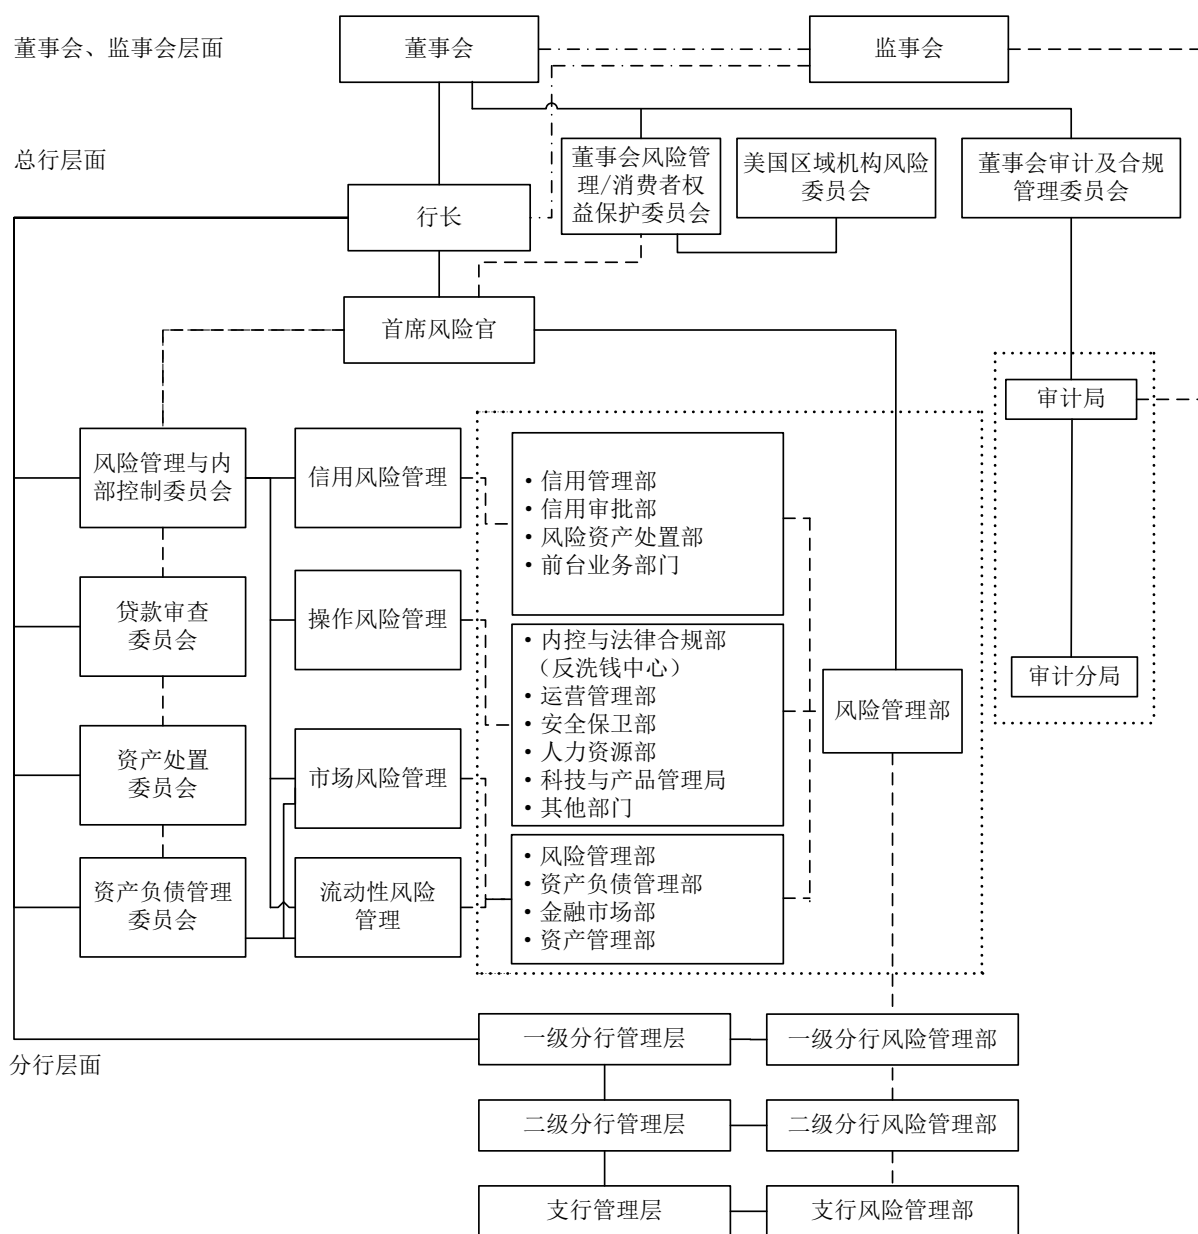 董事会、监事会层面
董事会
监事会
总行层面
董事会风险管
理/消费者权
益保护委员会
美国区域机构风险
委员会
董事会审计及合规
管理委员会
行长
首席风险官
审计局
风险管理与内
部控制委员会
信用风险管理
•信用管理部
•信用审批部
•风险资产处置部
•前台业务部门
贷款审查
委员会
操作风险管理
•内控与法律合规部
（反洗钱中心）
•运营管理部
•安全保卫部
•人力资源部
•科技与产品管理局
•其他部门
风险管理部
审计分局
资产处置
委员会
市场风险管理
资产负债管理
委员会
流动性风险
管理
•风险管理部
•资产负债管理部
•金融市场部
•资产管理部
一级分行管理层
一级分行风险管理部
分行层面
二级分行管理层
二级分行风险管理部
支行管理层
支行风险管理部